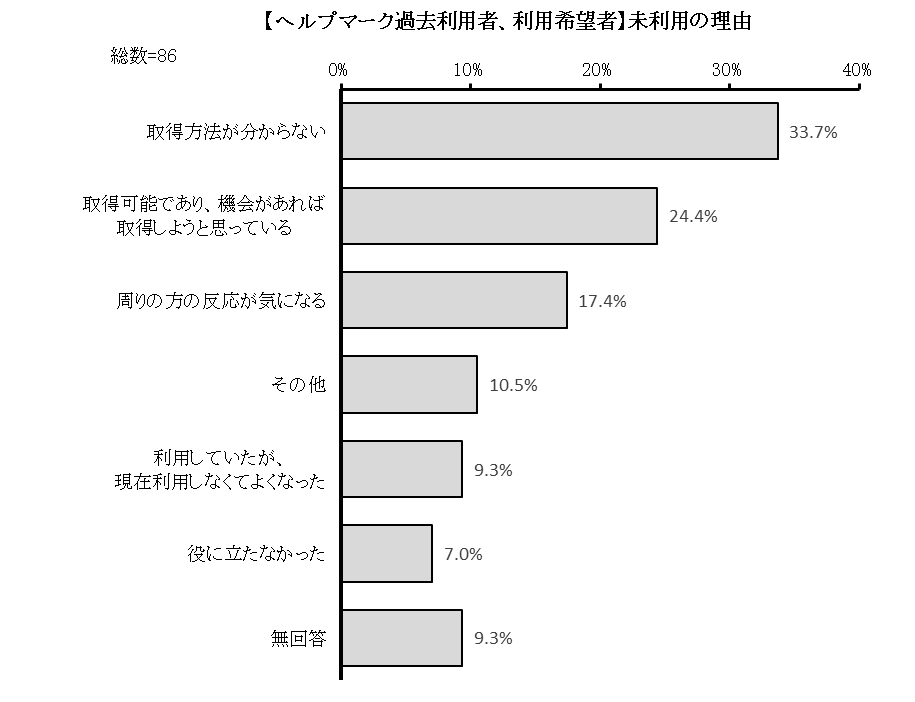 【ヘルプマーク過去利用者、利用希望者】未利用の理由
総数=86
0% 10% 20% 30% 40%
取得方法が分からない 33.7%
取得可能であり、機会があれば
取得しようと思っている 24.4%
周りの方の反応が気になる 17.4%
その他 10.5%
利用していたが、
現在利用しなくてよくなった 9.3%
役に立たなかった 7.0%
無回答 9.3%